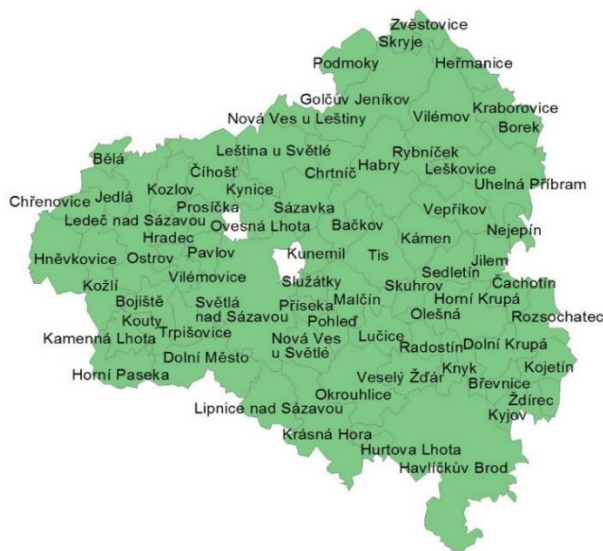 Zvěstovice
Skryje
Podmoky
Heřmanice
Golčův Jeníkov
Kraborovice
Nová Ves u Leštiny
Vilémov
Borek
Leština u Světlé
Rybníček
Bělá
Číhošť
Chrtníč
Habry
Leškovice
Kozlov
Kynice
Uhelná Příbram
Chřenovice
Jedlá
Prosíčka
Sázavka
Vepříkov
Ledeč nad Sázavou
Ovesná Lhota
Bačkov
Nejepín
Hradec
Kámen
Hněvkovice
Ostrov
Pavlov
Kunemil
Tis
Jilem
Vilémovice
Sedletín
Kožlí
Služátky
Skuhrov
Čachotín
Bojiště
Světlá
nad Sázavou
Příseka
Malčín
Horní Krupá
Kouty
Pohleď
Olešná
Rozsochatec
Kamenná Lhota
Trpišovice
Nová Ves
u Světlé
Lučice
Radostín
Dolní Krupá
Dolní Město
Horní Paseka
Veselý Žďár
Knyk
Kojetín
Břevnice
Okrouhlice
Ždírec
Lipnice nad Sázavou
Kyjov
Krásná Hora
Hurtova Lhota
Havlíčkův Brod